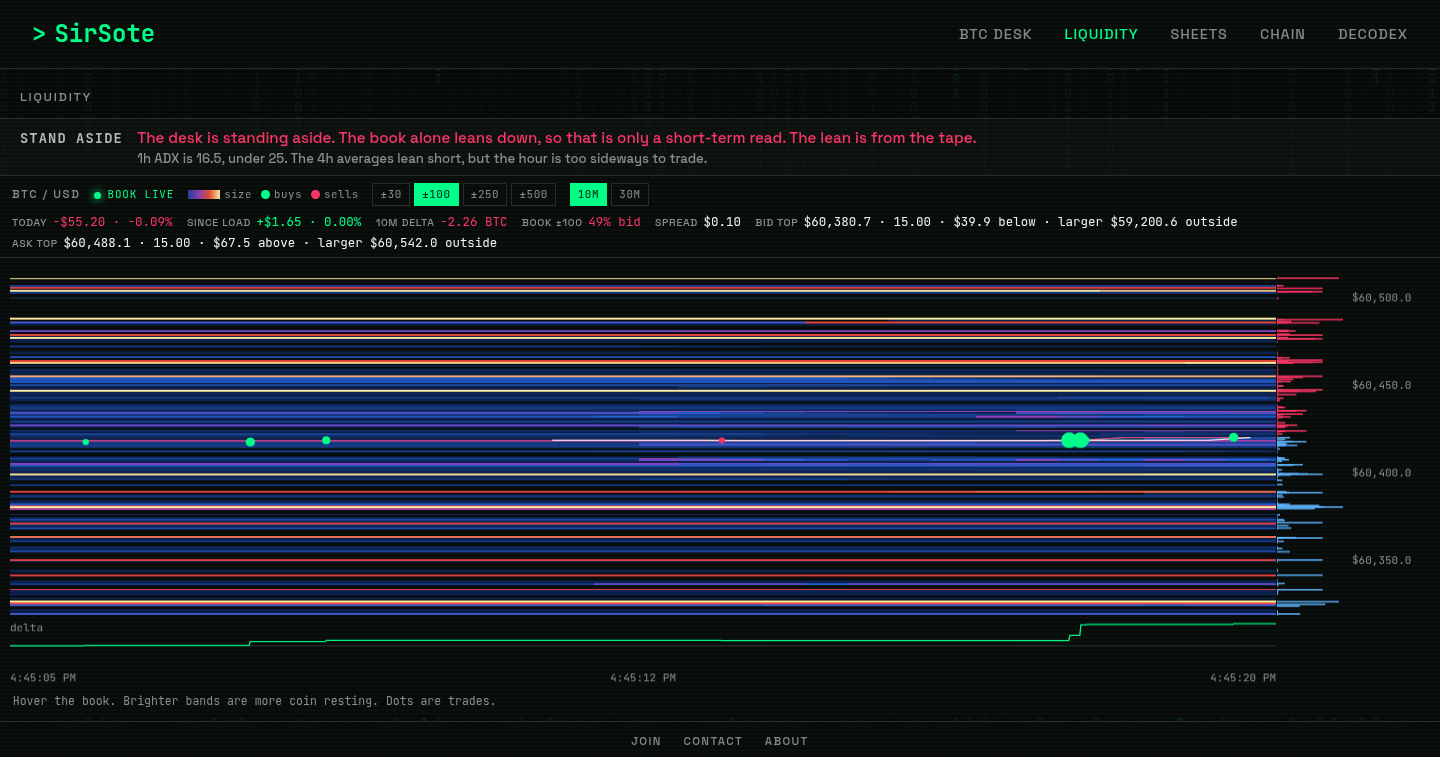 > SirSote
BTC DESK LIQUIDITY SHEETS CHAIN DECODEX
LIQUIDITY
STAND ASIDE The desk is standing aside. The book alone leans down, so that is only a short-term read. The lean is from the tape.
1h ADX is 16.5, under 25. The 4h averages lean short, but the hour is too sideways to trade.
BTC / USD BOOK LIVE size buys sells ±30 ±100 ±250 ±500 10M 30M
TODAY -$55.20 · -0.09% SINCE LOAD +$1.65 · 0.00% 10M DELTA -2.26 BTC BOOK ±100 49% bid SPREAD $0.10 BID TOP $60,380.7 · 15.00 · $39.9 below · larger $59,200.6 outside
ASK TOP $60,488.1 · 15.00 · $67.5 above · larger $60,542.0 outside
$60,500.0
$60,450.0
$60,400.0
$60,350.0
delta
4:45:05 PM 4:45:12 PM 4:45:20 PM
Hover the book. Brighter bands are more coin resting. Dots are trades.
JOIN CONTACT ABOUT